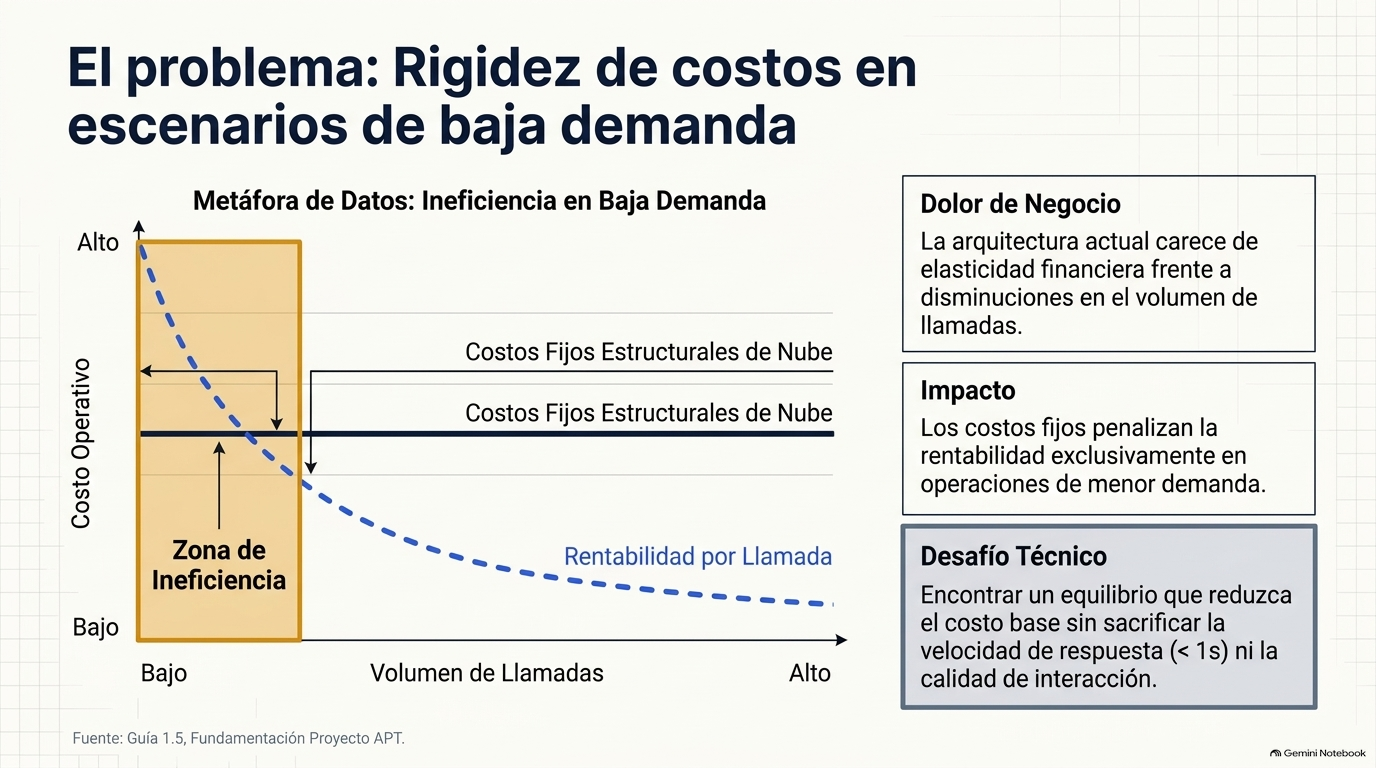 El problema: Rigidez de costos en
escenarios de baja demanda
Metáfora de Datos: Ineficiencia en Baja Demanda
Alto
Costo Operativo
Bajo
Costos Fijos Estructurales de Nube
Costos Fijos Estructurales de Nube
Zona de
Ineficiencia
Rentabilidad por Llamada
Bajo
Volumen de Llamadas
Alto
Dolor de Negocio
La arquitectura actual carece de
elasticidad financiera frente a
disminuciones en el volumen de
llamadas.
Impacto
Los costos fijos penalizan la
rentabilidad exclusivamente en
operaciones de menor demanda.
Desafío Técnico
Encontrar un equilibrio que reduzca
el costo base sin sacrificar la
velocidad de respuesta (< 1s) ni la
calidad de interacción.
Fuente: Guía 1.5, Fundamentación Proyecto APT.
Gemini Notebook